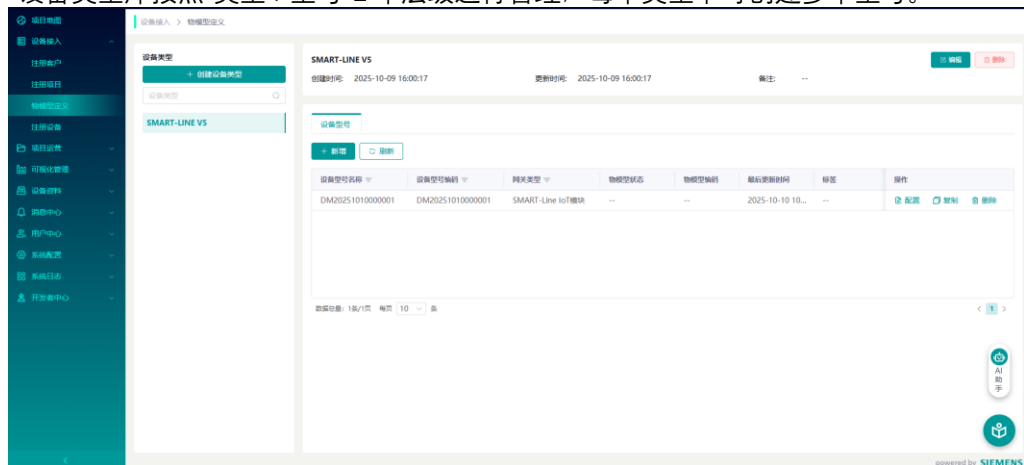 设备类型库按照"类型+型号"2个层级进行管理，每个类型下可创建多个型号。
项目地图
设备接入 > 物模型定义
设备接入
注册客户
注册项目
物模型定义
注册设备
项目运营
可视化管理
设备资料
消息中心
用户中心
系统配置
系统日志
开发者中心
设备类型
+ 创建设备类型
设备类型
SMART-LINE V5
SMART-LINE V5
编辑
删除
创建时间: 2025-10-09 16:00:17
更新时间: 2025-10-09 16:00:17
备注: --
设备型号
+ 新增
刷新
设备型号名称 设备型号编码 网关类型 物模型状态 物模型编码 最后更新时间 标签 操作
DM20251010000001 DM20251010000001 SMART-Line IoT模块 -- -- 2025-10-10 10... -- 配置 复制 删除
数据总量: 1条/1页 每页 10 条
< 1 >
AI助手
powered by SIEMENS